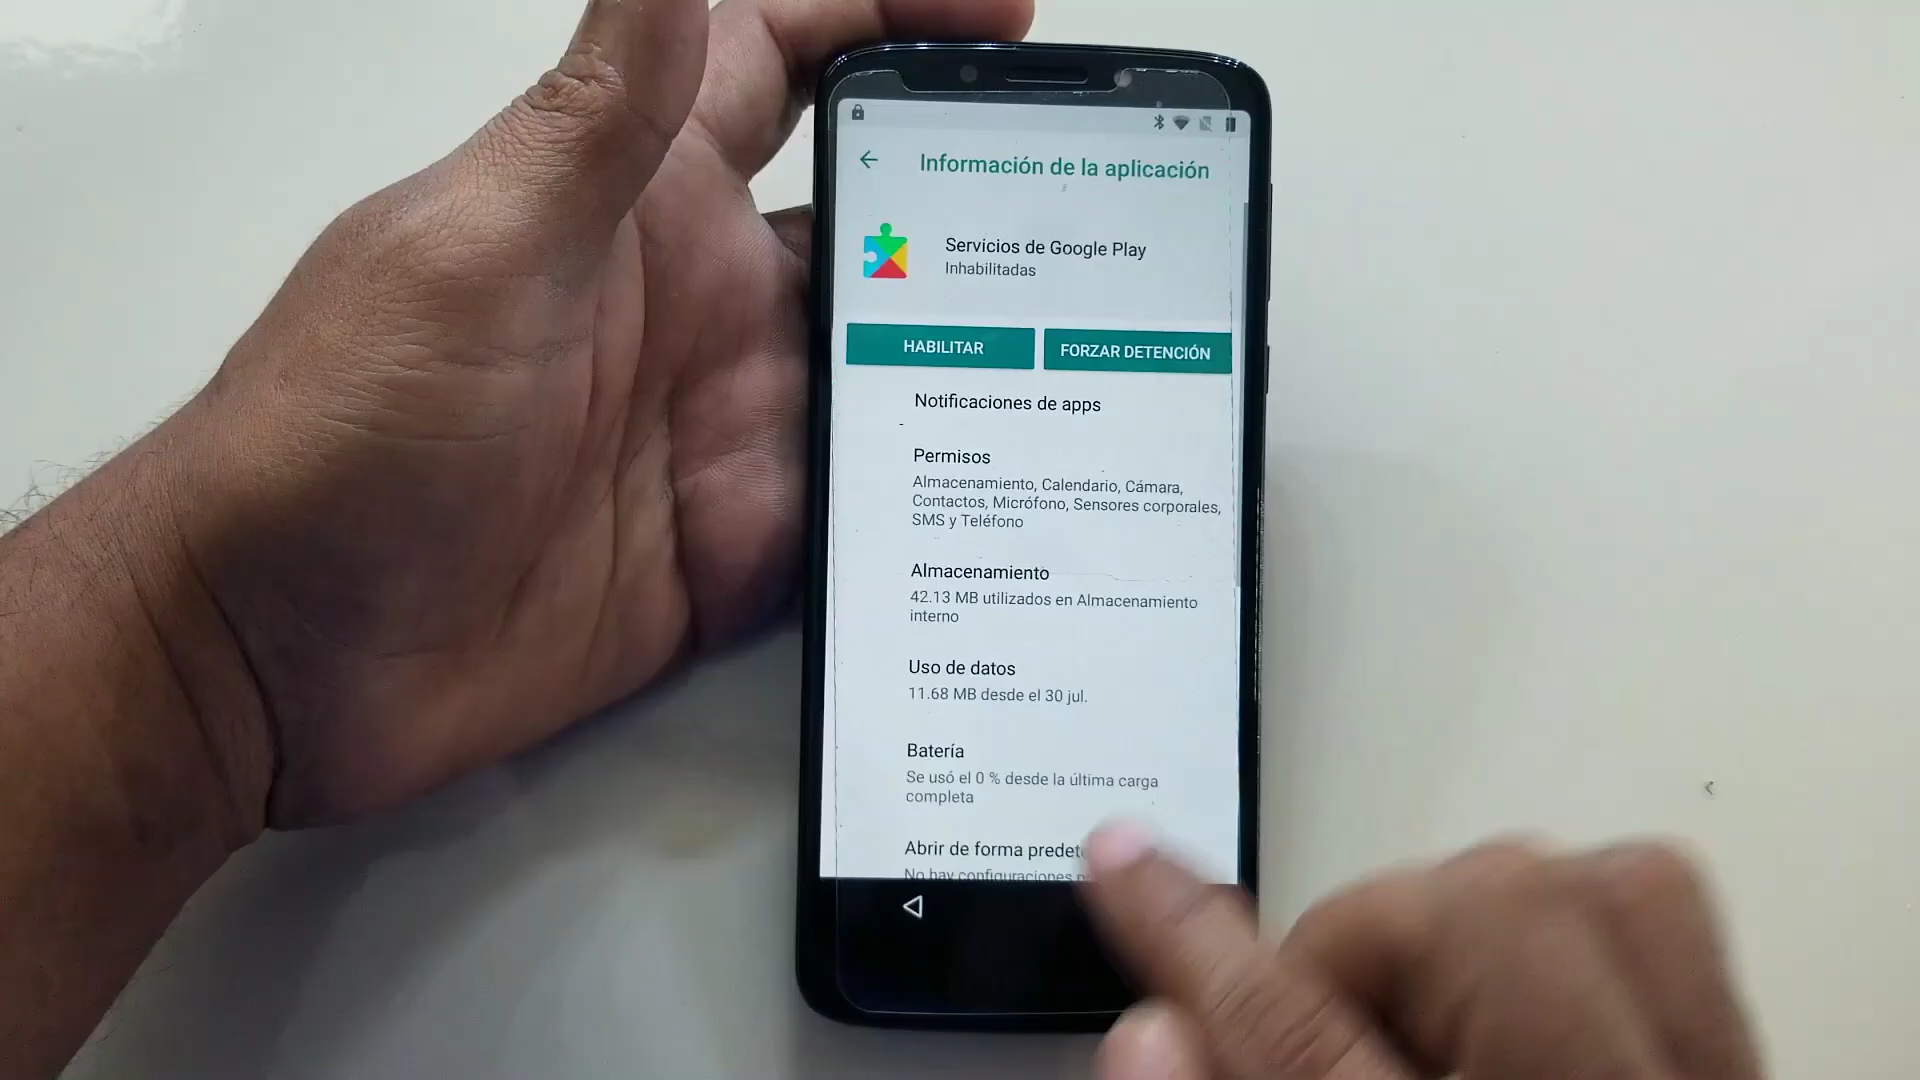 Información de la aplicación
Servicios de Google Play
Inhabilitadas
HABILITAR
FORZAR DETENCIÓN
Notificaciones de apps
Permisos
Almacenamiento, Calendario, Cámara,
Contactos, Micrófono, Sensores corporales,
SMS y Teléfono
Almacenamiento
42.13 MB utilizados en Almacenamiento
interno
Uso de datos
11.68 MB desde el 30 jul.
Batería
Se usó el 0 % desde la última carga
completa
Abrir de forma
No hay configuraciones